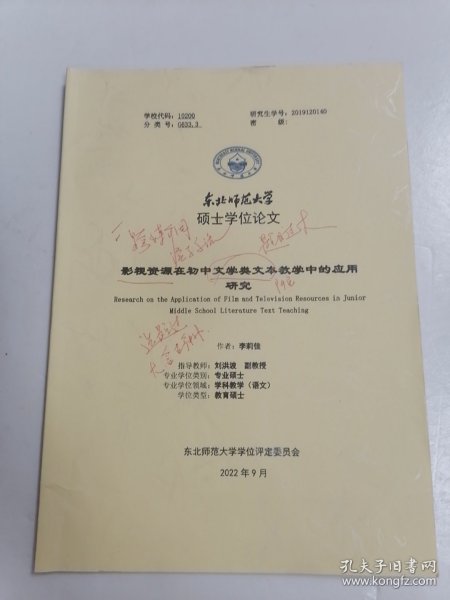 学校代码：10200 研究生学号：2019120140
分 类 号：G633.3 密 级：
东北师范大学
硕士学位论文
影视资源在初中文学类文本教学中的应用
研究
Research on the Application of Film and Television Resources in Junior
Middle School Literature Text Teaching
作者：李莉佳
指导教师：刘洪波 副教授
专业学位类别：专业硕士
专业学位领域：学科教学（语文）
学位类型：教育硕士
东北师范大学学位评定委员会
2022 年 9 月
孔夫子旧书网
www.kongfz.com